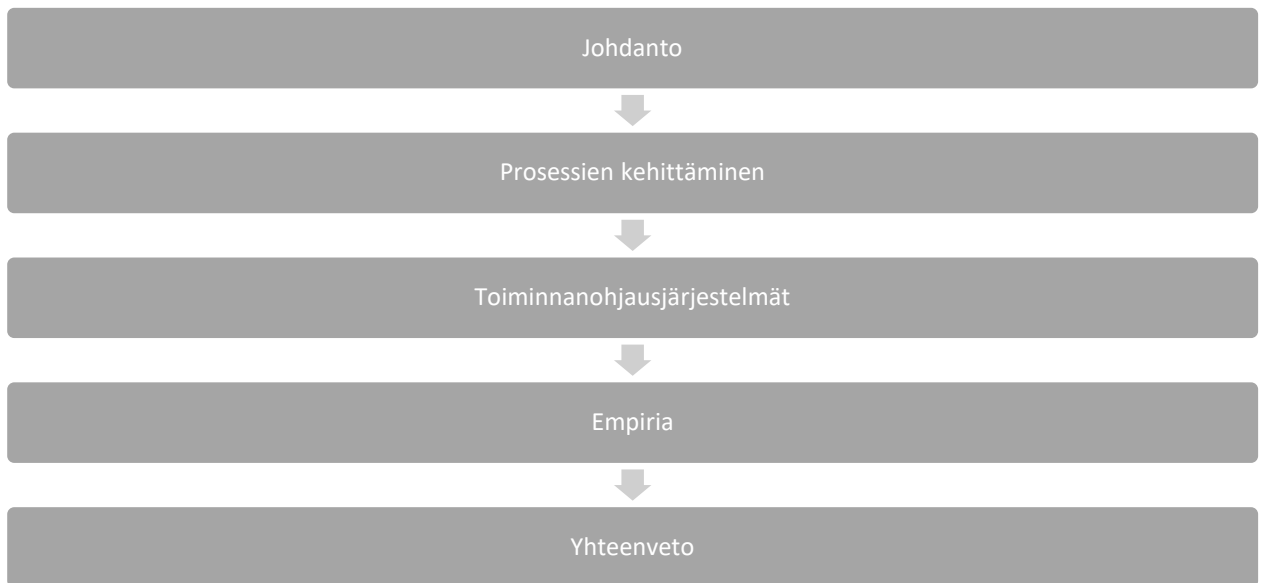 Johdanto
Prosessien kehittäminen
Toiminnanohjausjärjestelmät
Empiria
Yhteenveto